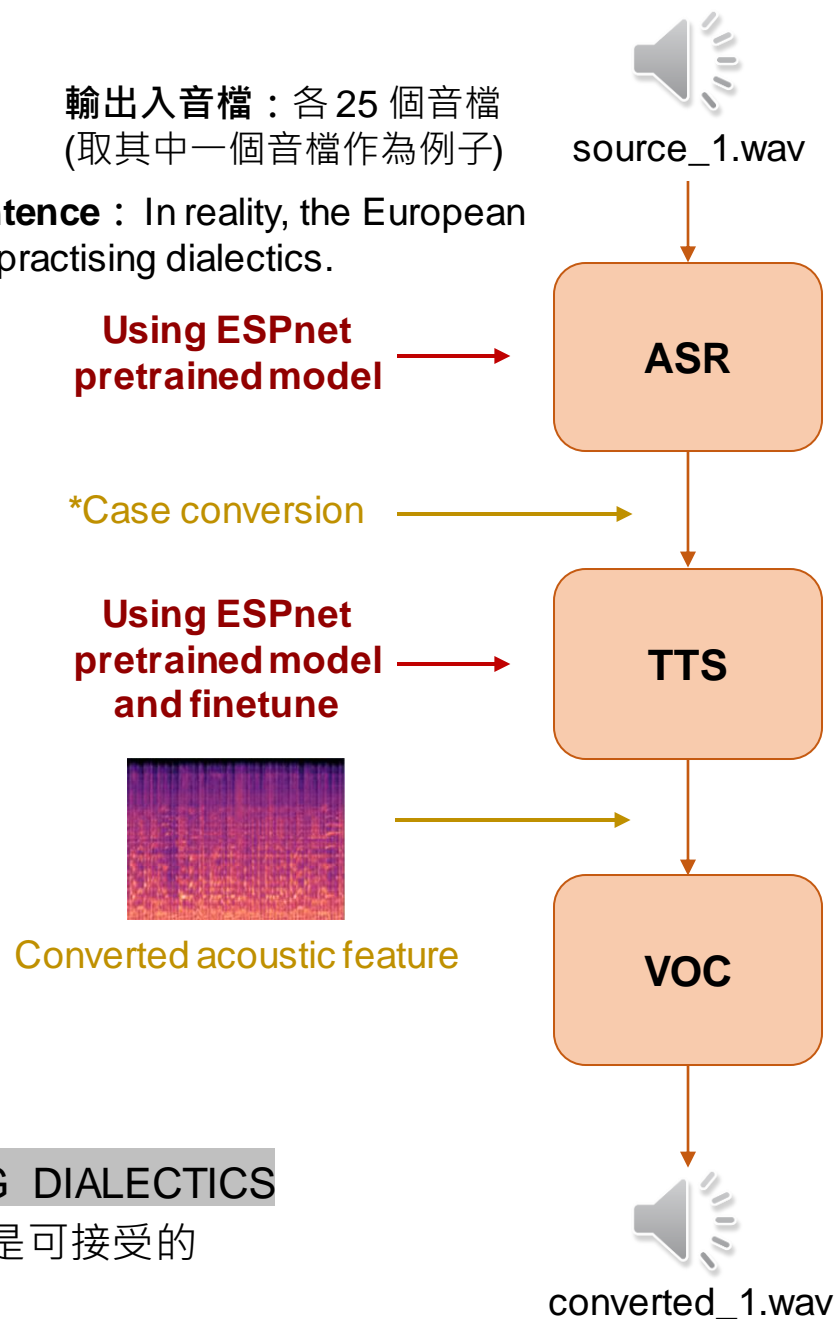 輸出入音檔：各 25 個音檔
(取其中一個音檔作為例子)
source_1.wav
ntence： In reality, the European
practising dialectics.
Using ESPnet
pretrained model
ASR
*Case conversion
Using ESPnet
pretrained model
and finetune
TTS
Converted acoustic feature
VOC
G DIALECTICS
是可接受的
converted_1.wav